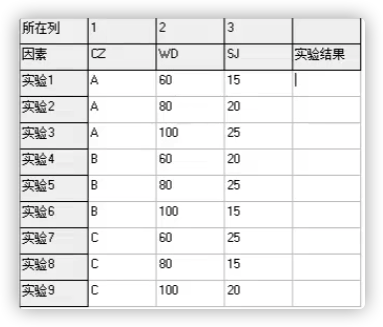 所在列 1 2 3
因素 CZ WD SJ 实验结果
实验1 A 60 15
实验2 A 80 20
实验3 A 100 25
实验4 B 60 20
实验5 B 80 25
实验6 B 100 15
实验7 C 60 25
实验8 C 80 15
实验9 C 100 20